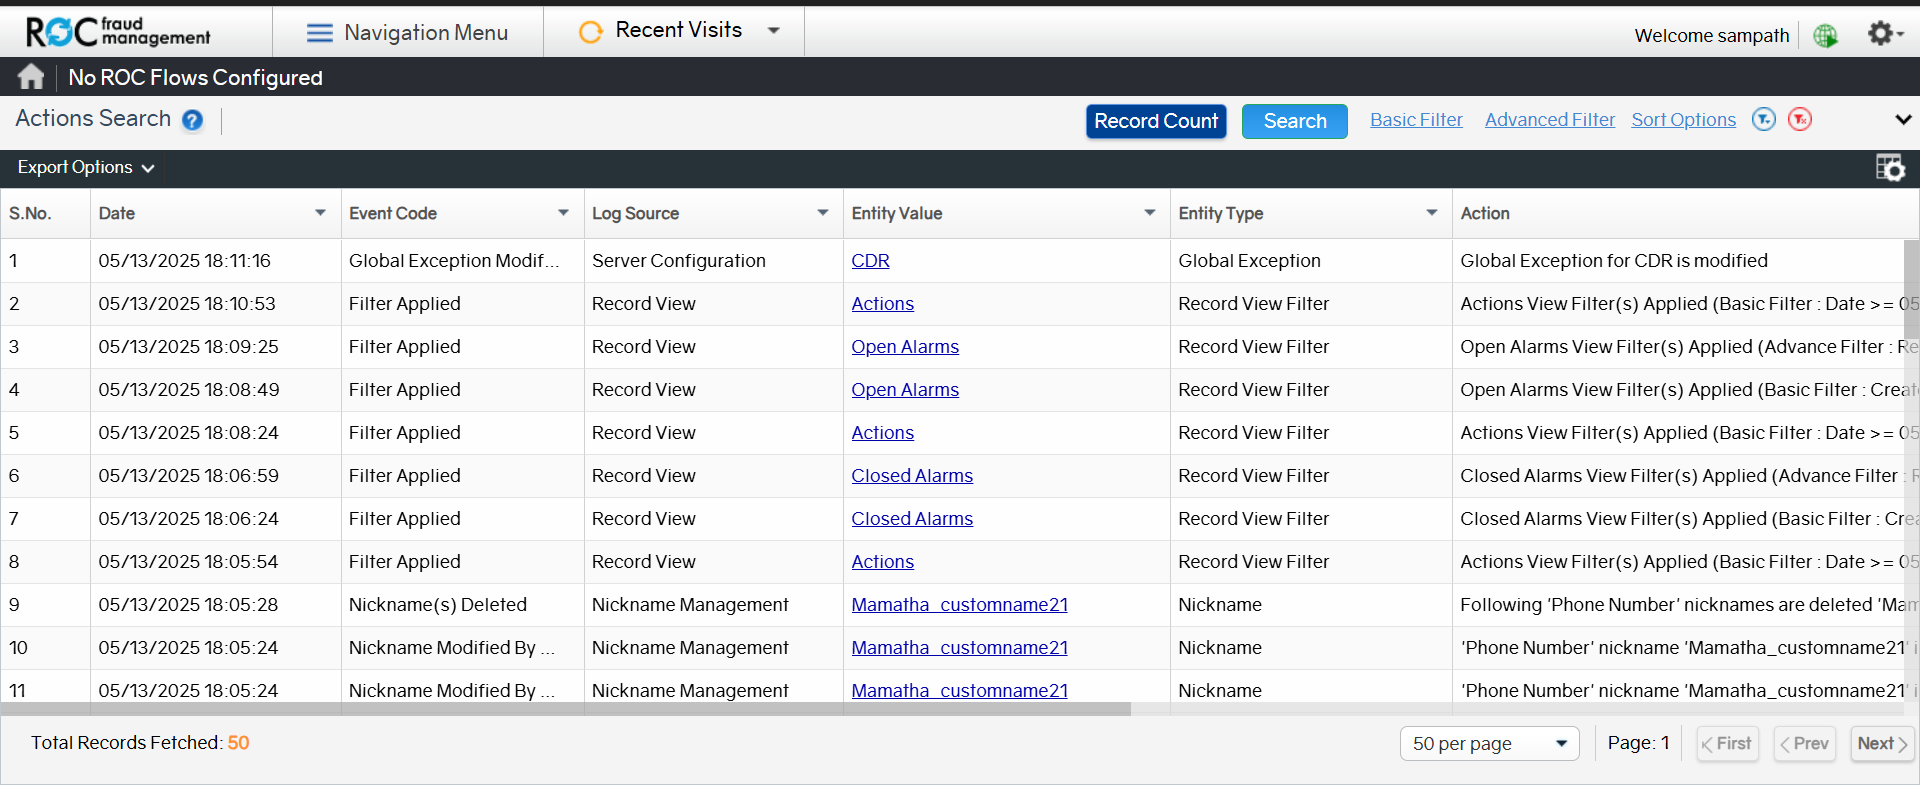 ROC fraud management
Navigation Menu
Recent Visits
Welcome sampath
No ROC Flows Configured
Actions Search ?
Record Count
Search
Basic Filter
Advanced Filter
Sort Options
Export Options
S.No. Date Event Code Log Source Entity Value Entity Type Action
1 05/13/2025 18:11:16 Global Exception Modif... Server Configuration CDR Global Exception Global Exception for CDR is modified
2 05/13/2025 18:10:53 Filter Applied Record View Actions Record View Filter Actions View Filter(s) Applied (Basic Filter : Date >= 05
3 05/13/2025 18:09:25 Filter Applied Record View Open Alarms Record View Filter Open Alarms View Filter(s) Applied (Advance Filter : Re
4 05/13/2025 18:08:49 Filter Applied Record View Open Alarms Record View Filter Open Alarms View Filter(s) Applied (Basic Filter : Creat
5 05/13/2025 18:08:24 Filter Applied Record View Actions Record View Filter Actions View Filter(s) Applied (Basic Filter : Date >= 05
6 05/13/2025 18:06:59 Filter Applied Record View Closed Alarms Record View Filter Closed Alarms View Filter(s) Applied (Advance Filter : R
7 05/13/2025 18:06:24 Filter Applied Record View Closed Alarms Record View Filter Closed Alarms View Filter(s) Applied (Basic Filter : Crea
8 05/13/2025 18:05:54 Filter Applied Record View Actions Record View Filter Actions View Filter(s) Applied (Basic Filter : Date >= 05
9 05/13/2025 18:05:28 Nickname(s) Deleted Nickname Management Mamatha_customname21 Nickname Following 'Phone Number' nicknames are deleted 'Mam
10 05/13/2025 18:05:24 Nickname Modified By ... Nickname Management Mamatha_customname21 Nickname 'Phone Number' nickname 'Mamatha_customname21' i
11 05/13/2025 18:05:24 Nickname Modified By ... Nickname Management Mamatha_customname21 Nickname 'Phone Number' nickname 'Mamatha_customname21' i
Total Records Fetched: 50
50 per page
Page: 1
First
Prev
Next